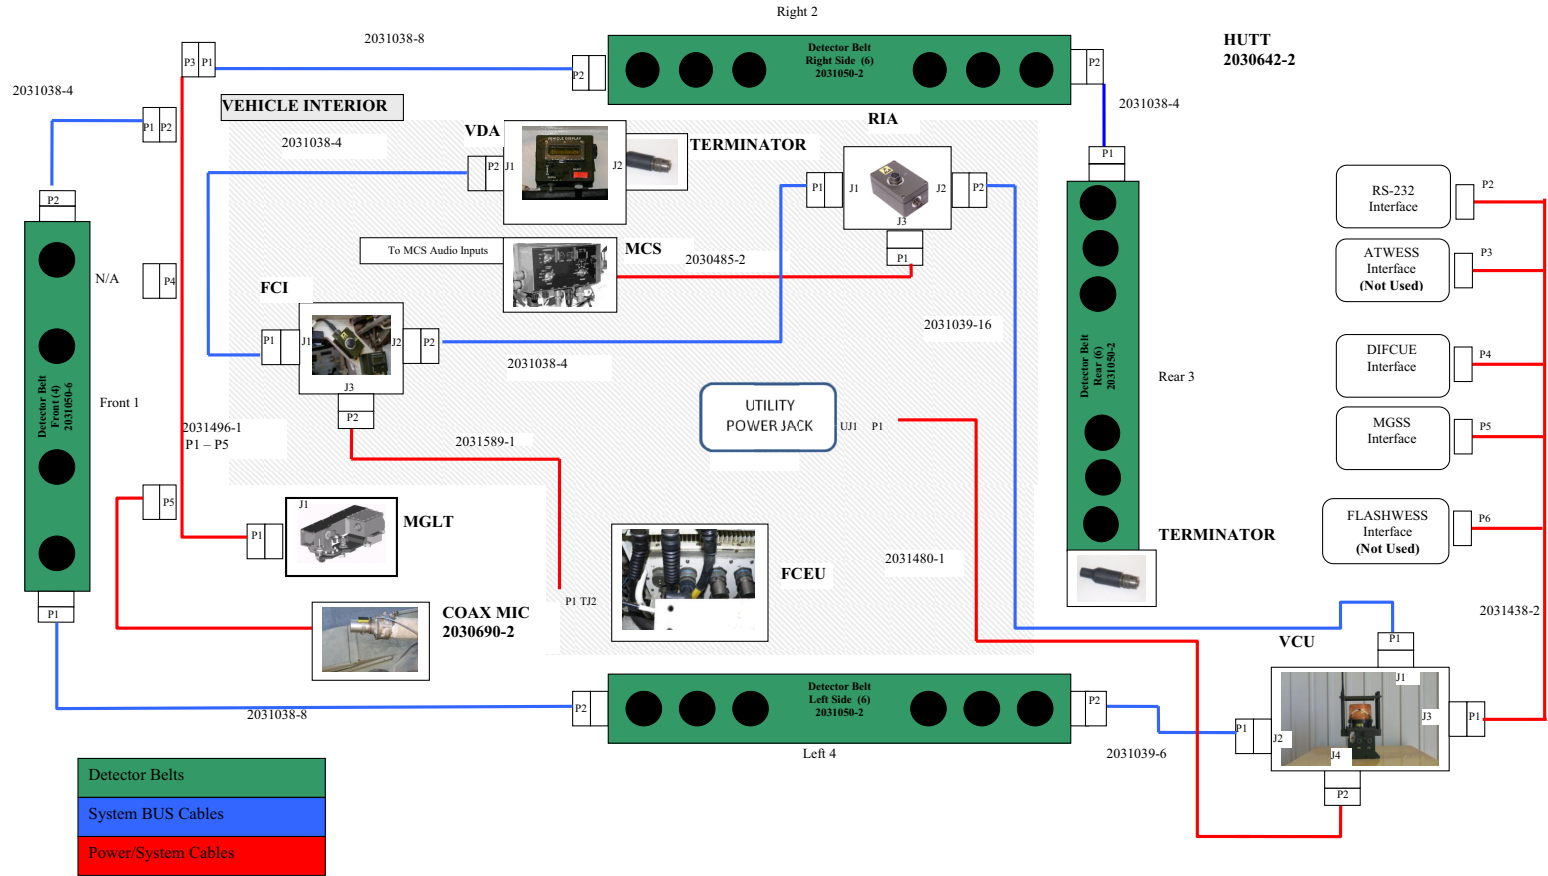 Right 2
2031038-8
HUTT
2030642-2
P3
P1
P2
Detector Belt
Right Side (6)
2031050-2
P2
2031038-4
2031038-4
VEHICLE INTERIOR
P1
P2
2031038-4
VDA
P2
J1
VEHICLE DISPLAY
J2
TERMINATOR
RIA
P1
J1
J2
P2
J3
P1
P1
RS-232
Interface
P2
ATWESS
Interface
(Not Used)
P3
DIFCUE
Interface
P4
MGSS
Interface
P5
FLASHWESS
Interface
(Not Used)
P6
2031438-2
P2
Detector Belt
Front (4)
2031050-6
P1
N/A
P4
Front 1
To MCS Audio Inputs
MCS
2030485-2
FCI
P1
J1
J2
P2
J3
P2
2031038-4
2031039-16
Detector Belt
Rear (6)
2031050-2
Rear 3
UTILITY
POWER JACK
UJ1
P1
2031496-1
P1 – P5
2031589-1
P5
J1
P1
MGLT
FCEU
P1 TJ2
2031480-1
TERMINATOR
COAX MIC
2030690-2
VCU
P1
J1
J2
J3
P1
J4
P2
P1
2031038-8
P2
Detector Belt
Left Side (6)
2031050-2
P2
Left 4
2031039-6
Detector Belts
System BUS Cables
Power/System Cables